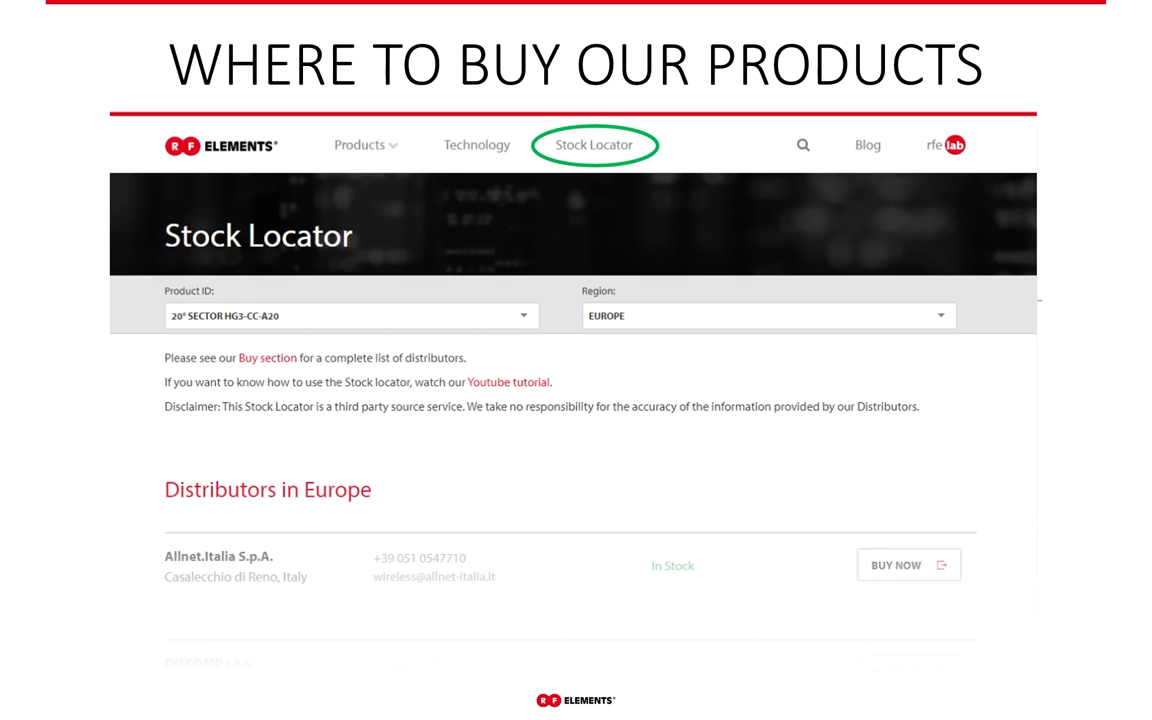 WHERE TO BUY OUR PRODUCTS
RF ELEMENTS® Products Technology Stock Locator Blog rfe lab
Stock Locator
Product ID: Region:
20° SECTOR HG3-CC-A20 EUROPE
Please see our Buy section for a complete list of distributors.
If you want to know how to use the Stock locator, watch our Youtube tutorial.
Disclaimer: This Stock Locator is a third party source service. We take no responsibility for the accuracy of the information provided by our Distributors.
Distributors in Europe
Allnet.Italia S.p.A. +39 051 0547710
In Stock BUY NOW
Casalecchio di Reno, Italy wireless@allnet-italia.it
DISCOMP s.r.o.
RF ELEMENTS®